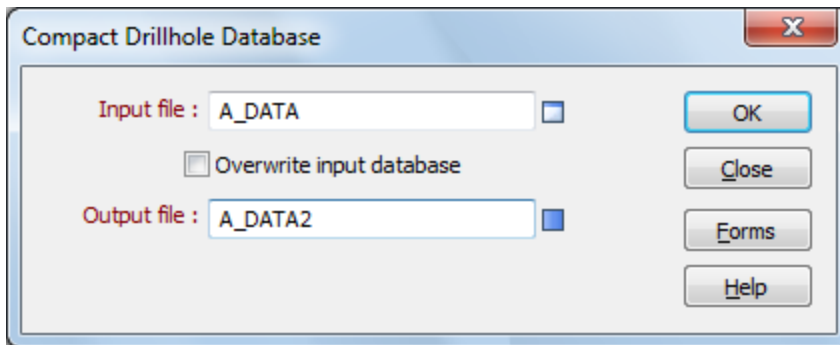 Compact Drillhole Database
Input file : A_DATA
OK
Overwrite input database
Close
Output file : A_DATA2
Forms
Help